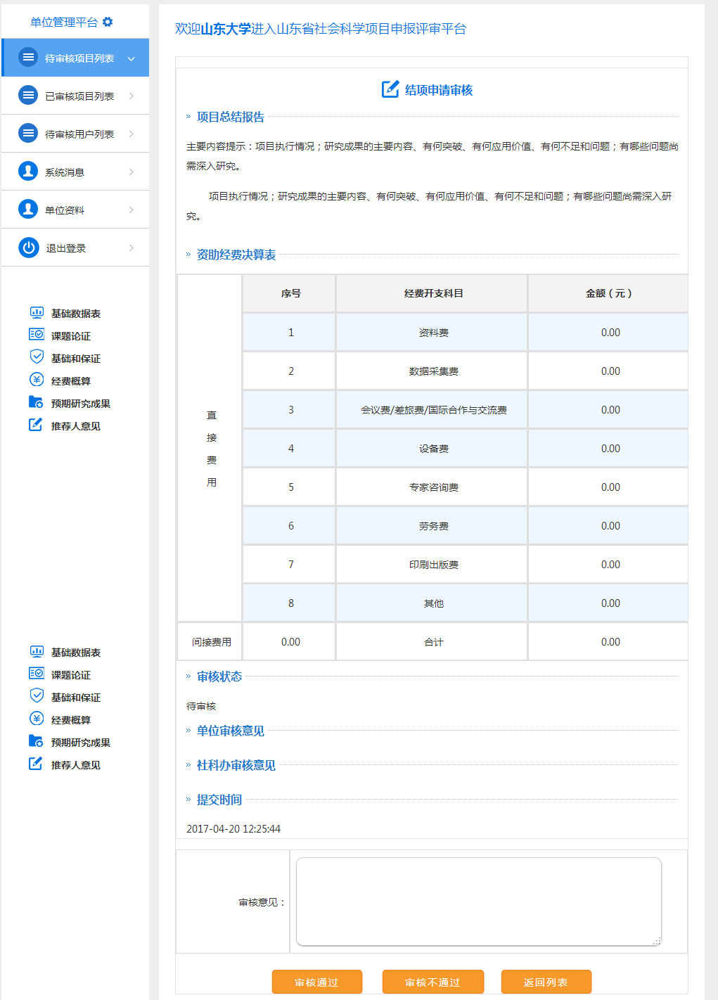 单位管理平台
待审核项目列表
已审核项目列表
待审核用户列表
系统消息
单位资料
退出登录
基础数据表
课题论证
基础和保证
经费概算
预期研究成果
推荐人意见
基础数据表
课题论证
基础和保证
经费概算
预期研究成果
推荐人意见
欢迎山东大学进入山东省社会科学项目申报评审平台
结项申请审核
» 项目总结报告
主要内容提示：项目执行情况；研究成果的主要内容、有何突破、有何应用价值、有何不足和问题；有哪些问题尚
需深入研究。
项目执行情况；研究成果的主要内容、有何突破、有何应用价值、有何不足和问题；有哪些问题尚需深入研
究。
» 资助经费决算表
直
接
费
用
序号 经费开支科目 金额（元）
1 资料费 0.00
2 数据采集费 0.00
3 会议费/差旅费/国际合作与交流费 0.00
4 设备费 0.00
5 专家咨询费 0.00
6 劳务费 0.00
7 印刷出版费 0.00
8 其他 0.00
间接费用 0.00 合计 0.00
» 审核状态
待审核
» 单位审核意见
» 社科办审核意见
» 提交时间
2017-04-20 12:25:44
审核意见：
审核通过 审核不通过 返回列表